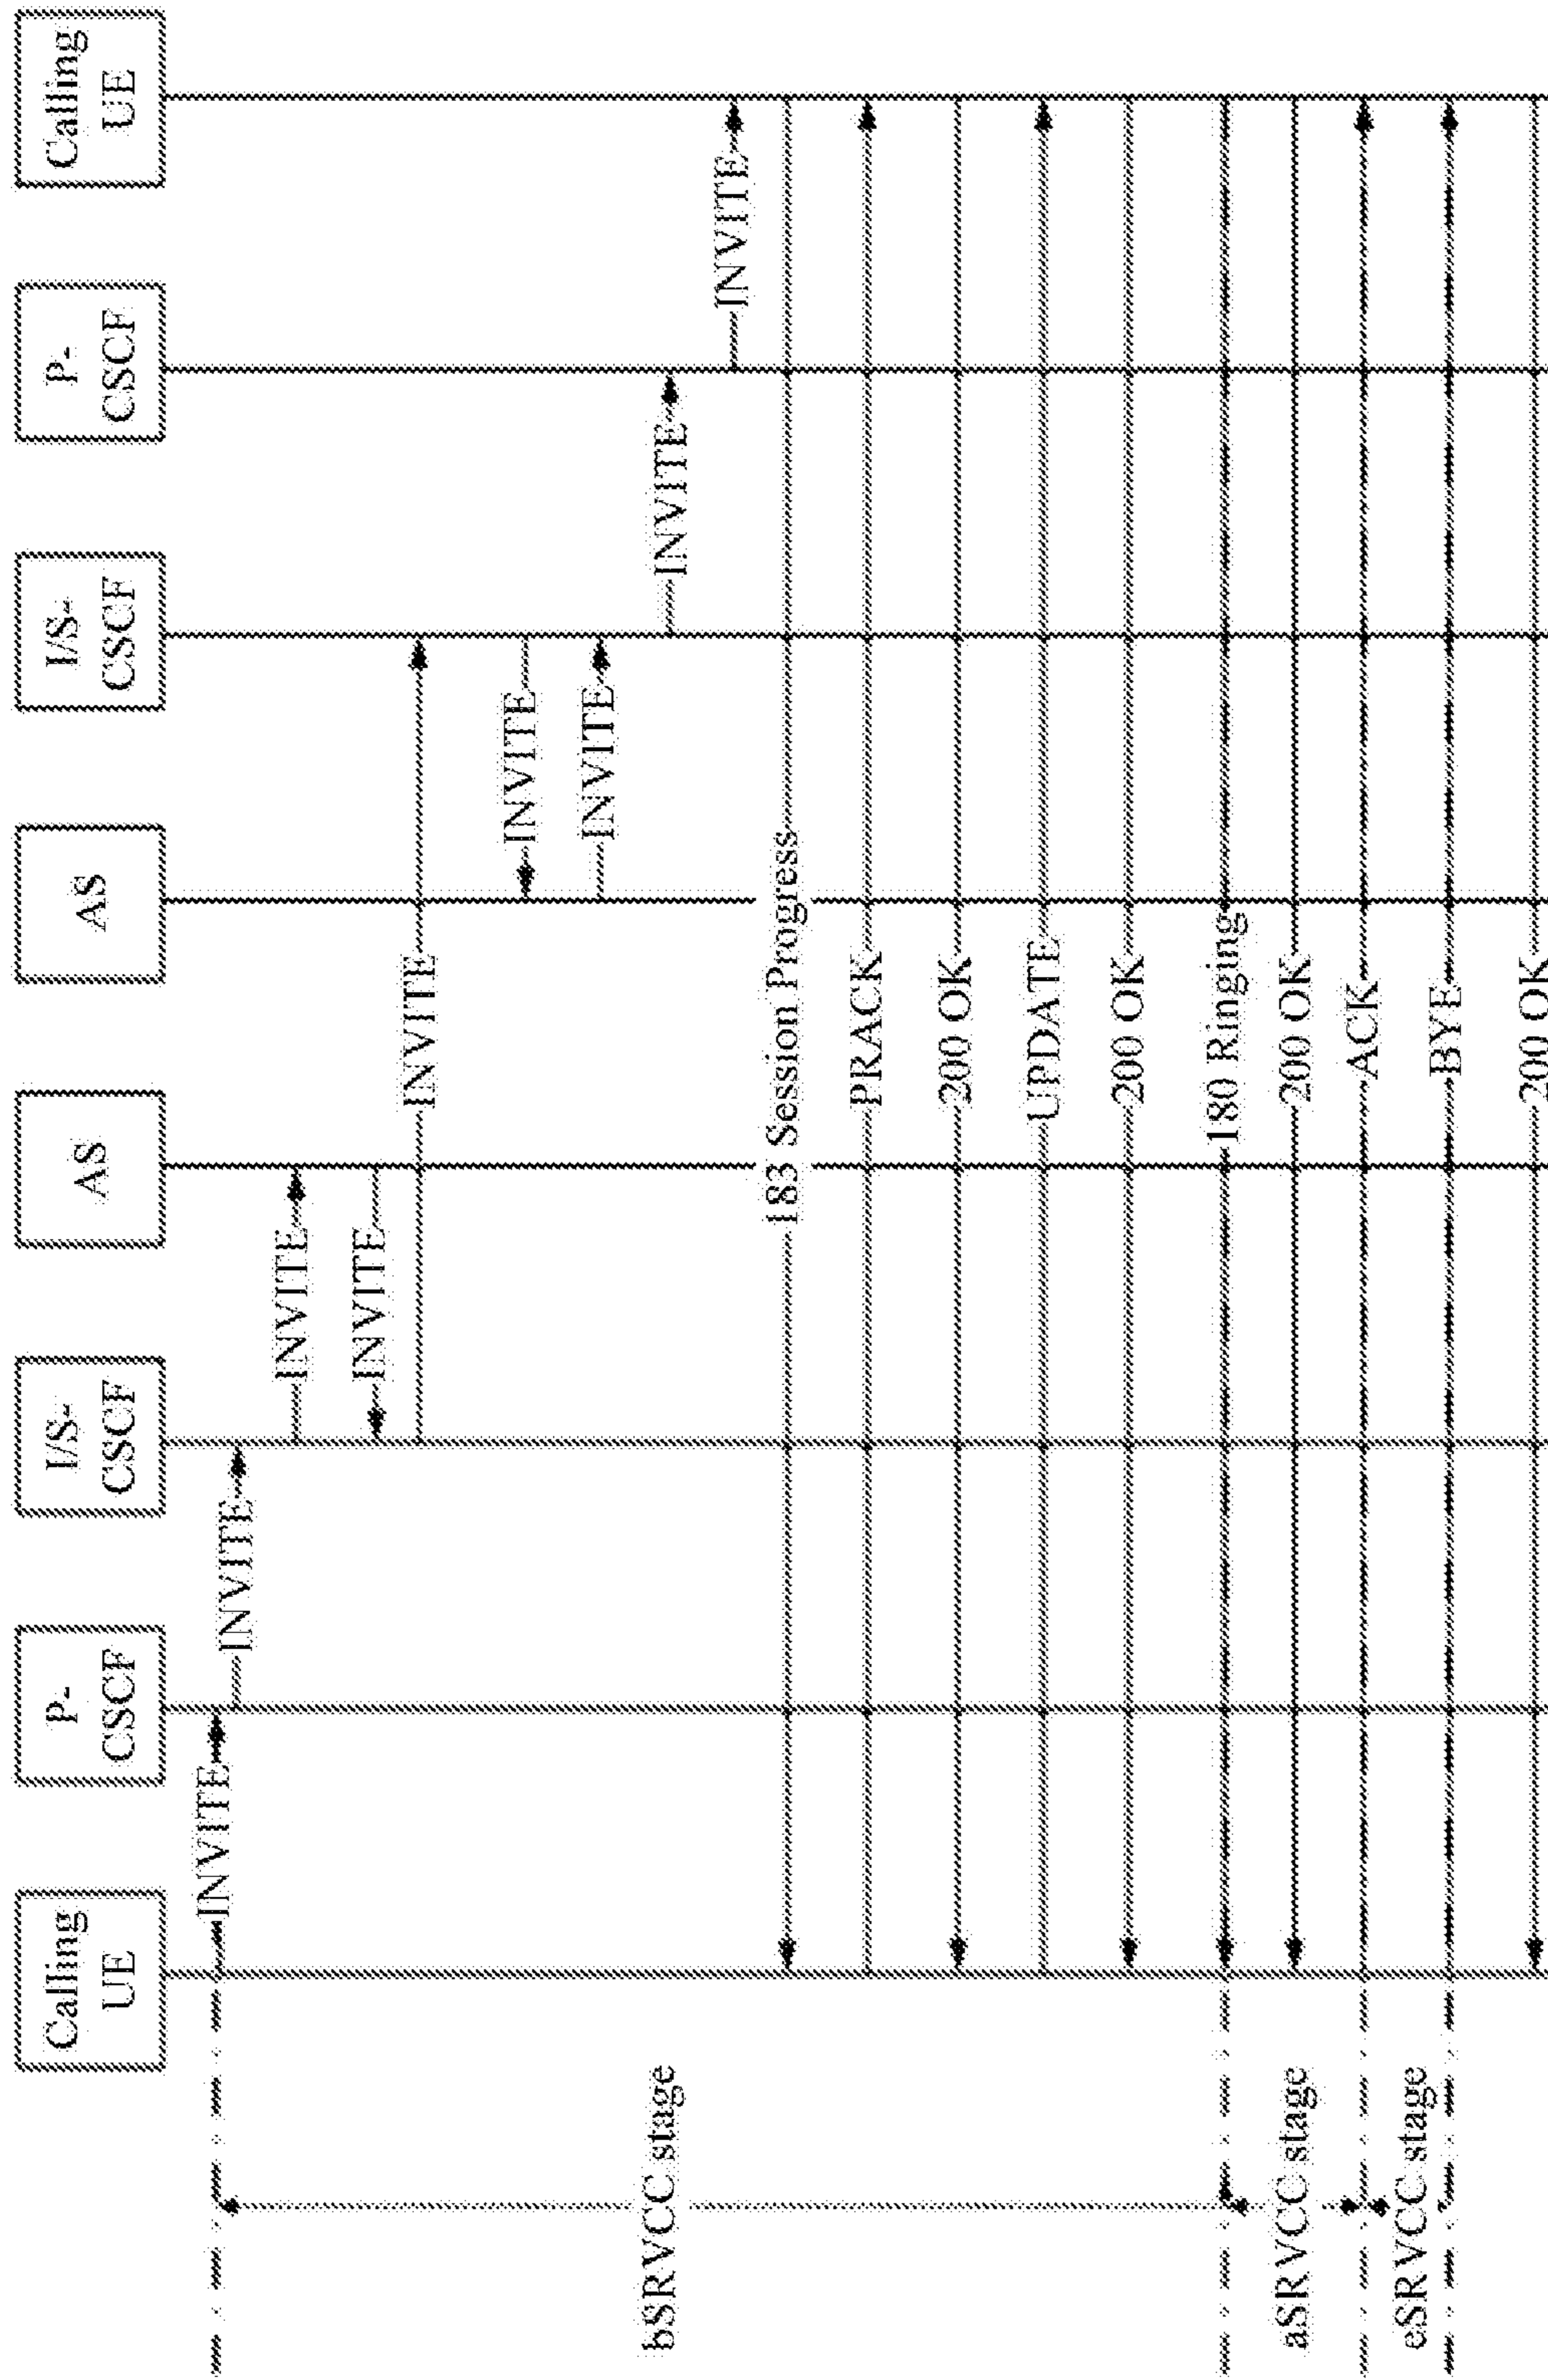 Calling
UE
P-
CSCF
I/S-
CSCF
AS
AS
I/S-
CSCF
P-
CSCF
Calling
UE
INVITE
INVITE
INVITE
INVITE
INVITE
INVITE
INVITE
INVITE
INVITE
183 Session Progress
PRACK
200 OK
UPDATE
200 OK
180 Ringing
200 OK
ACK
BYE
200 OK
bSRVCC stage
aSRVCC stage
eSRVCC stage